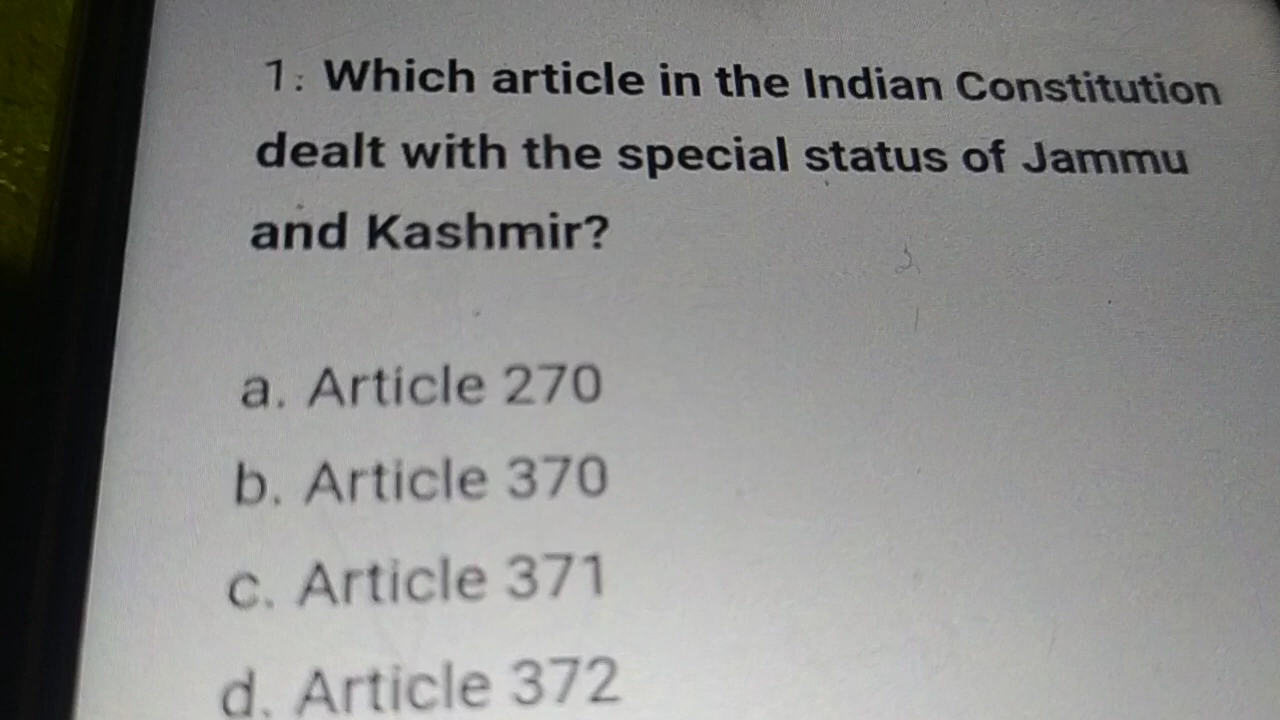 1: Which article in the Indian Constitution
dealt with the special status of Jammu
and Kashmir?
a. Article 270
b. Article 370
c. Article 371
d. Article 372